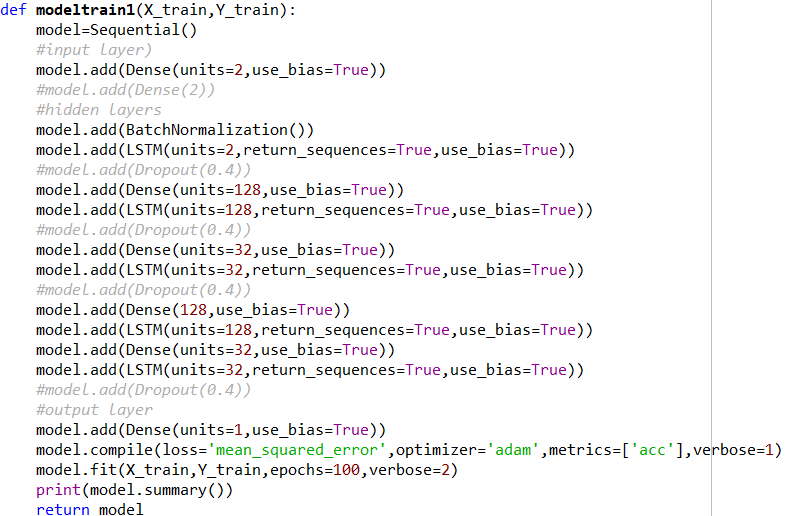 def modeltrain1(X_train,Y_train):
    model=Sequential()
    #input layer)
    model.add(Dense(units=2,use_bias=True))
    #model.add(Dense(2))
    #hidden layers
    model.add(BatchNormalization())
    model.add(LSTM(units=2,return_sequences=True,use_bias=True))
    #model.add(Dropout(0.4))
    model.add(Dense(units=128,use_bias=True))
    model.add(LSTM(units=128,return_sequences=True,use_bias=True))
    #model.add(Dropout(0.4))
    model.add(Dense(units=32,use_bias=True))
    model.add(LSTM(units=32,return_sequences=True,use_bias=True))
    #model.add(Dropout(0.4))
    model.add(Dense(128,use_bias=True))
    model.add(LSTM(units=128,return_sequences=True,use_bias=True))
    model.add(Dense(units=32,use_bias=True))
    model.add(LSTM(units=32,return_sequences=True,use_bias=True))
    #model.add(Dropout(0.4))
    #output layer
    model.add(Dense(units=1,use_bias=True))
    model.compile(loss='mean_squared_error',optimizer='adam',metrics=['acc'],verbose=1)
    model.fit(X_train,Y_train,epochs=100,verbose=2)
    print(model.summary())
    return model